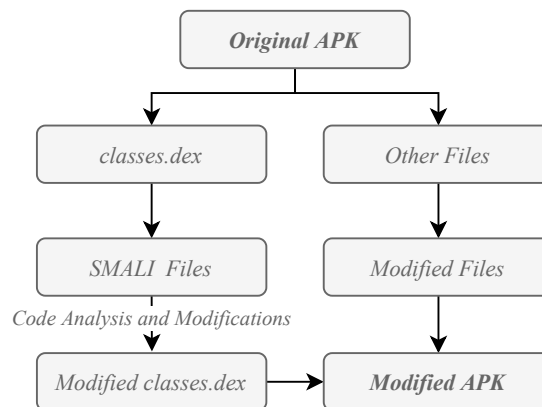 Original APK
classes.dex
Other Files
SMALI Files
Modified Files
Code Analysis and Modifications
Modified classes.dex
Modified APK